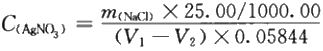 C(AgNO₃) = m(NaCl) × 25.00/1000.00 / (V₁ − V₂) × 0.05844